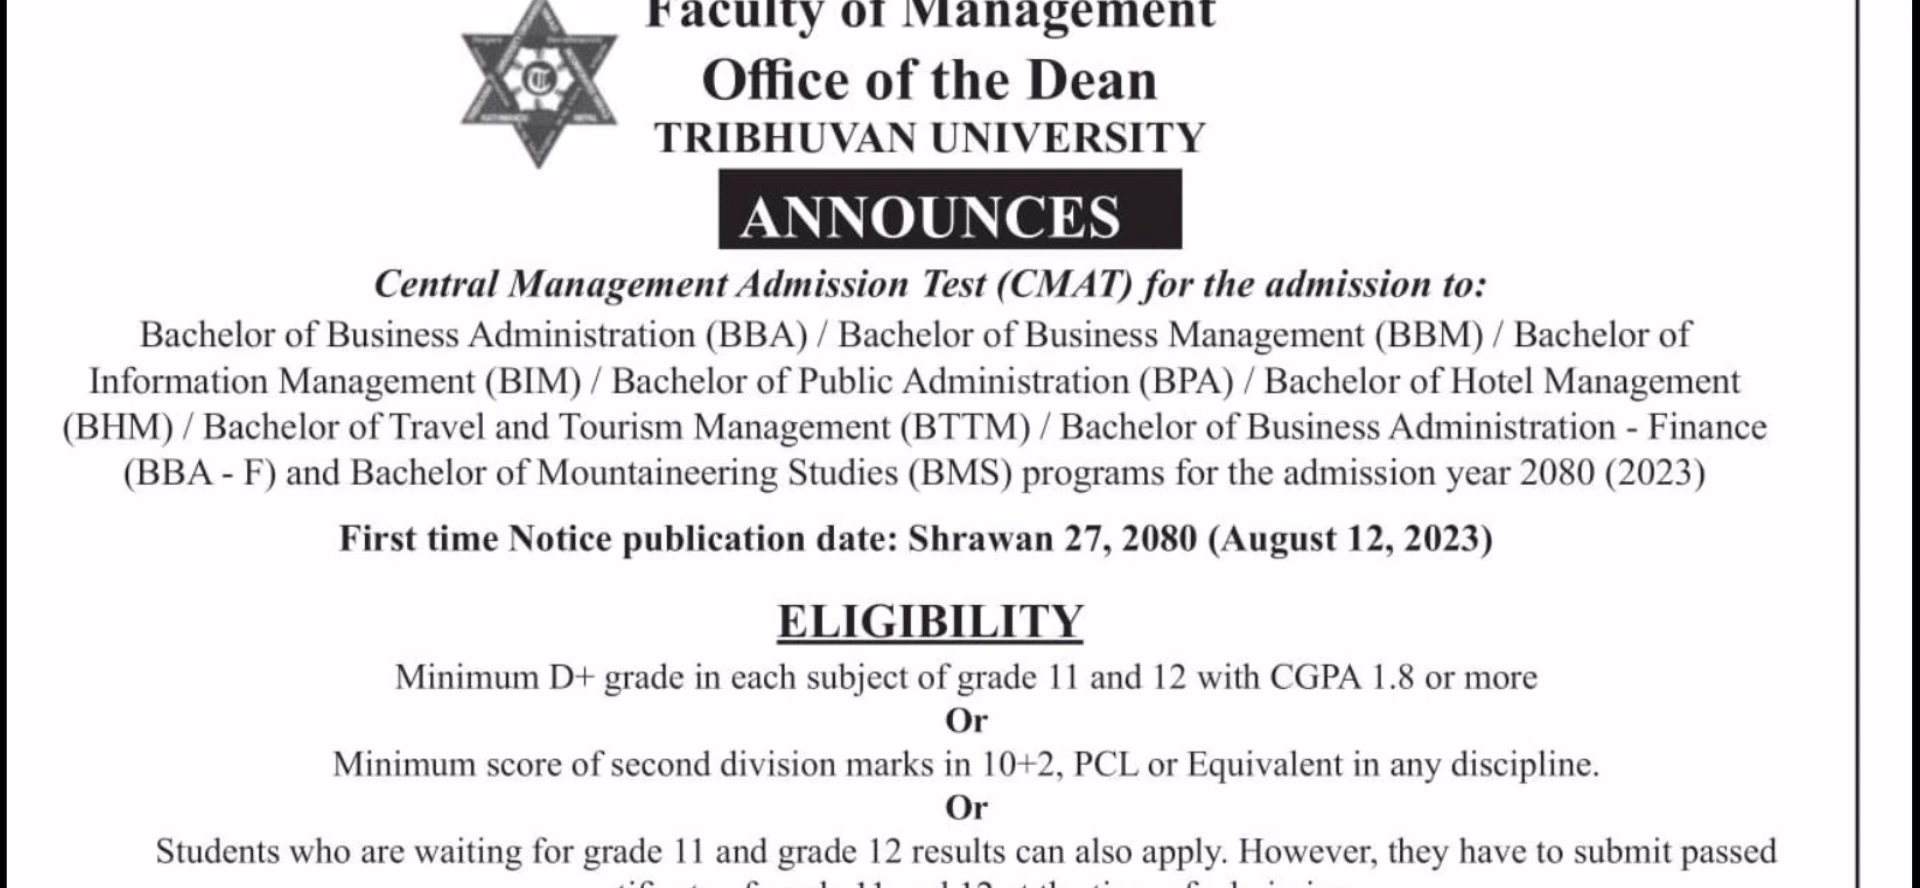 Faculty of Management
Office of the Dean
TRIBHUVAN UNIVERSITY
ANNOUNCES
Central Management Admission Test (CMAT) for the admission to:
Bachelor of Business Administration (BBA) / Bachelor of Business Management (BBM) / Bachelor of
Information Management (BIM) / Bachelor of Public Administration (BPA) / Bachelor of Hotel Management
(BHM) / Bachelor of Travel and Tourism Management (BTTM) / Bachelor of Business Administration - Finance
(BBA - F) and Bachelor of Mountaineering Studies (BMS) programs for the admission year 2080 (2023)
First time Notice publication date: Shrawan 27, 2080 (August 12, 2023)
ELIGIBILITY
Minimum D+ grade in each subject of grade 11 and 12 with CGPA 1.8 or more
Or
Minimum score of second division marks in 10+2, PCL or Equivalent in any discipline.
Or
Students who are waiting for grade 11 and grade 12 results can also apply. However, they have to submit passed